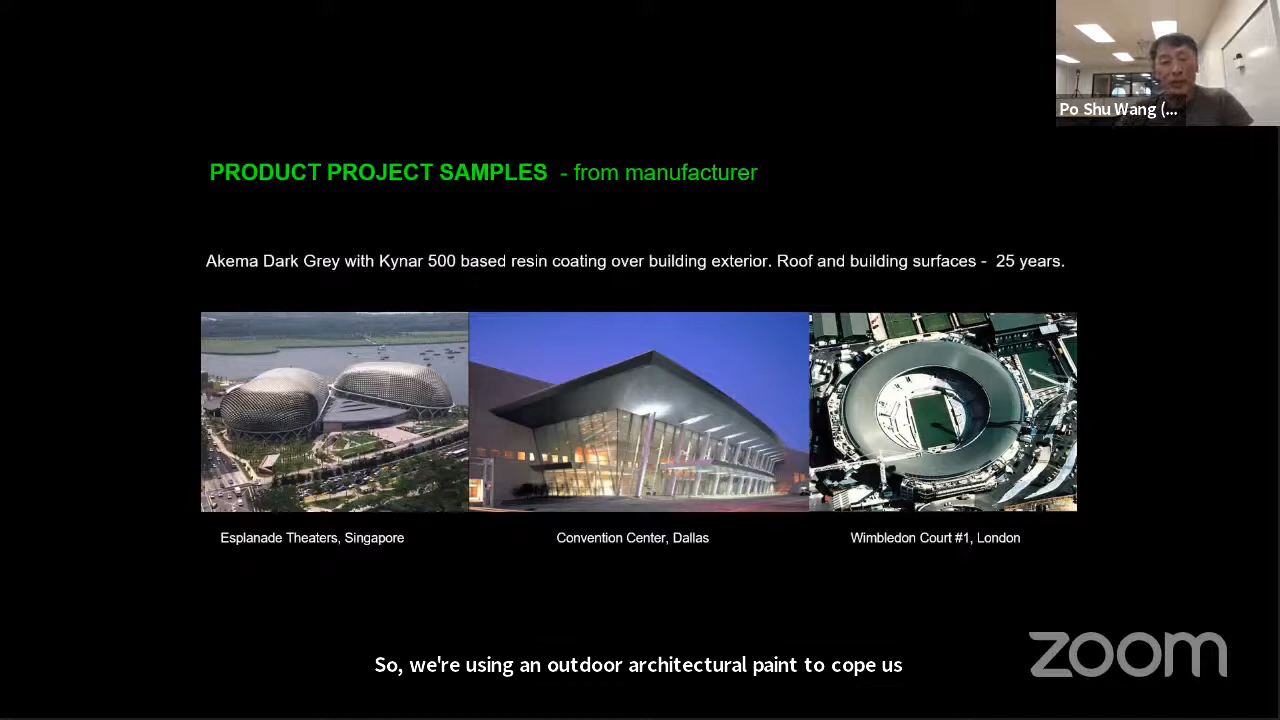 Po Shu Wang (...
PRODUCT PROJECT SAMPLES - from manufacturer
Akema Dark Grey with Kynar 500 based resin coating over building exterior. Roof and building surfaces - 25 years.
Esplanade Theaters, Singapore
Convention Center, Dallas
Wimbledon Court #1, London
So, we're using an outdoor architectural paint to cope us
zoom